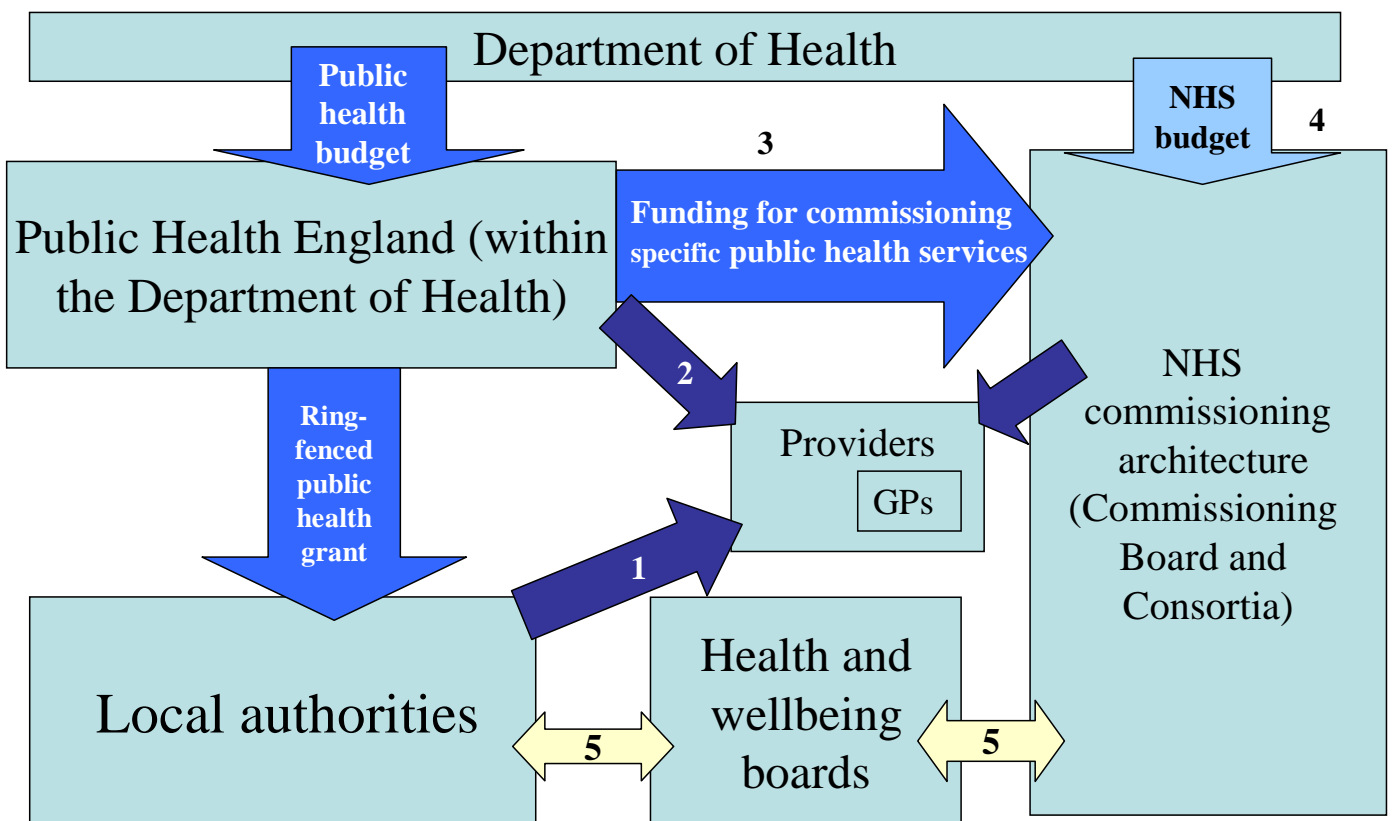 Department of Health
Public
health
budget
NHS
budget
4
3
Public Health England (within
the Department of Health)
Funding for commissioning
specific public health services
2
NHS
commissioning
architecture
(Commissioning
Board and
Consortia)
Ring-
fenced
public
health
grant
Providers
GPs
1
Local authorities
5
Health and
wellbeing
boards
5